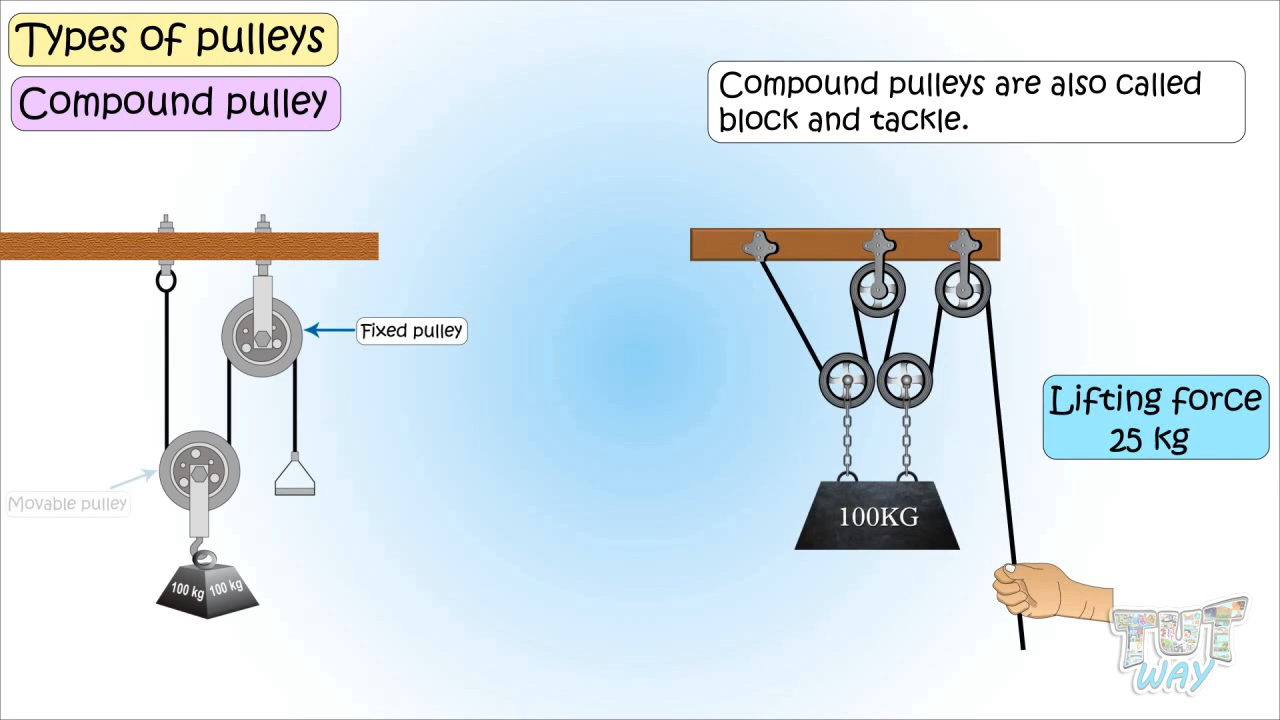 Types of pulleys
Compound pulley
Compound pulleys are also called
block and tackle.
Fixed pulley
Movable pulley
100 kg 100 kg
100KG
Lifting force
25 kg
TUT
WAY